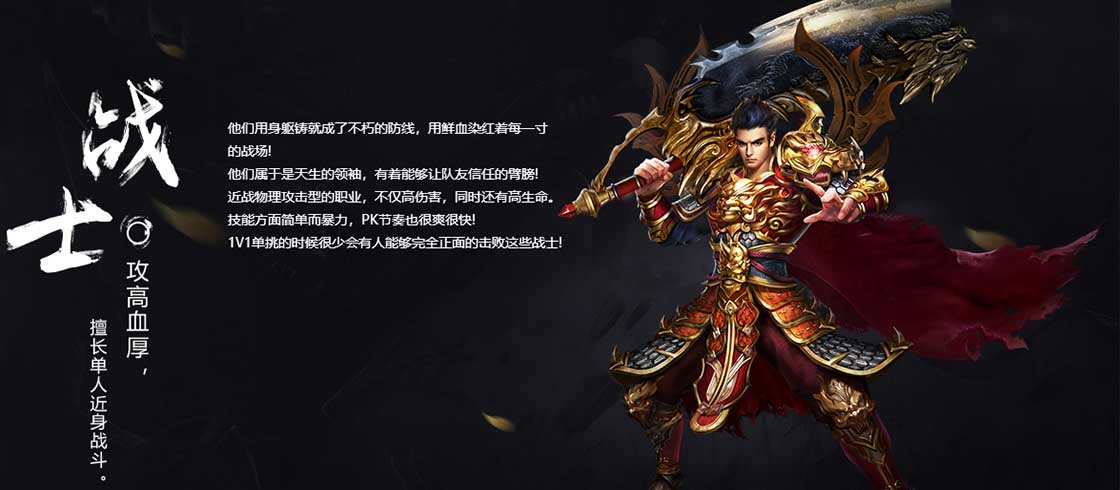 战士
攻高血厚，
擅长单人近身战斗。
他们用身躯铸就成了不朽的防线，用鲜血染红着每一寸
的战场!
他们属于是天生的领袖，有着能够让队友信任的臂膀!
近战物理攻击型的职业，不仅高伤害，同时还有高生命。
技能方面简单而暴力，PK节奏也很爽很快!
1V1单挑的时候很少会有人能够完全正面的击败这些战士!